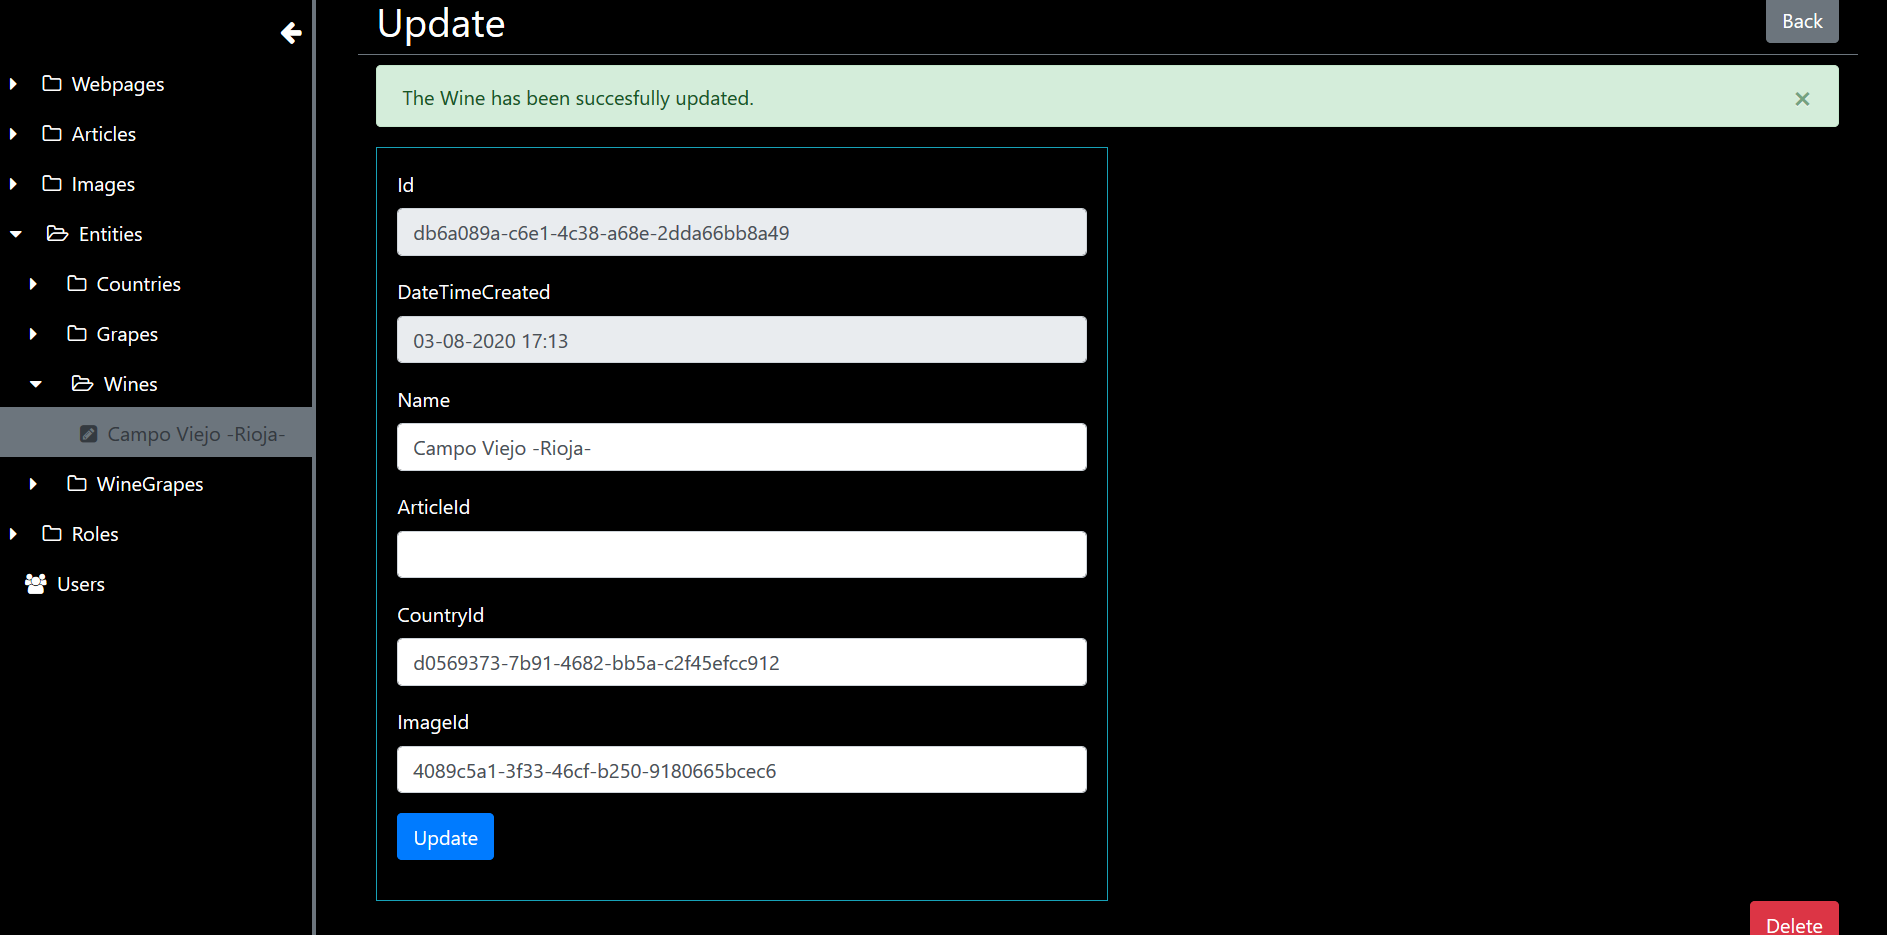 Webpages
Articles
Images
Entities
Countries
Grapes
Wines
Campo Viejo -Rioja-
WineGrapes
Roles
Users
Update
Back
The Wine has been succesfully updated.
×
Id
db6a089a-c6e1-4c38-a68e-2dda66bb8a49
DateTimeCreated
03-08-2020 17:13
Name
Campo Viejo -Rioja-
ArticleId
CountryId
d0569373-7b91-4682-bb5a-c2f45efcc912
ImageId
4089c5a1-3f33-46cf-b250-9180665bcec6
Update
Delete